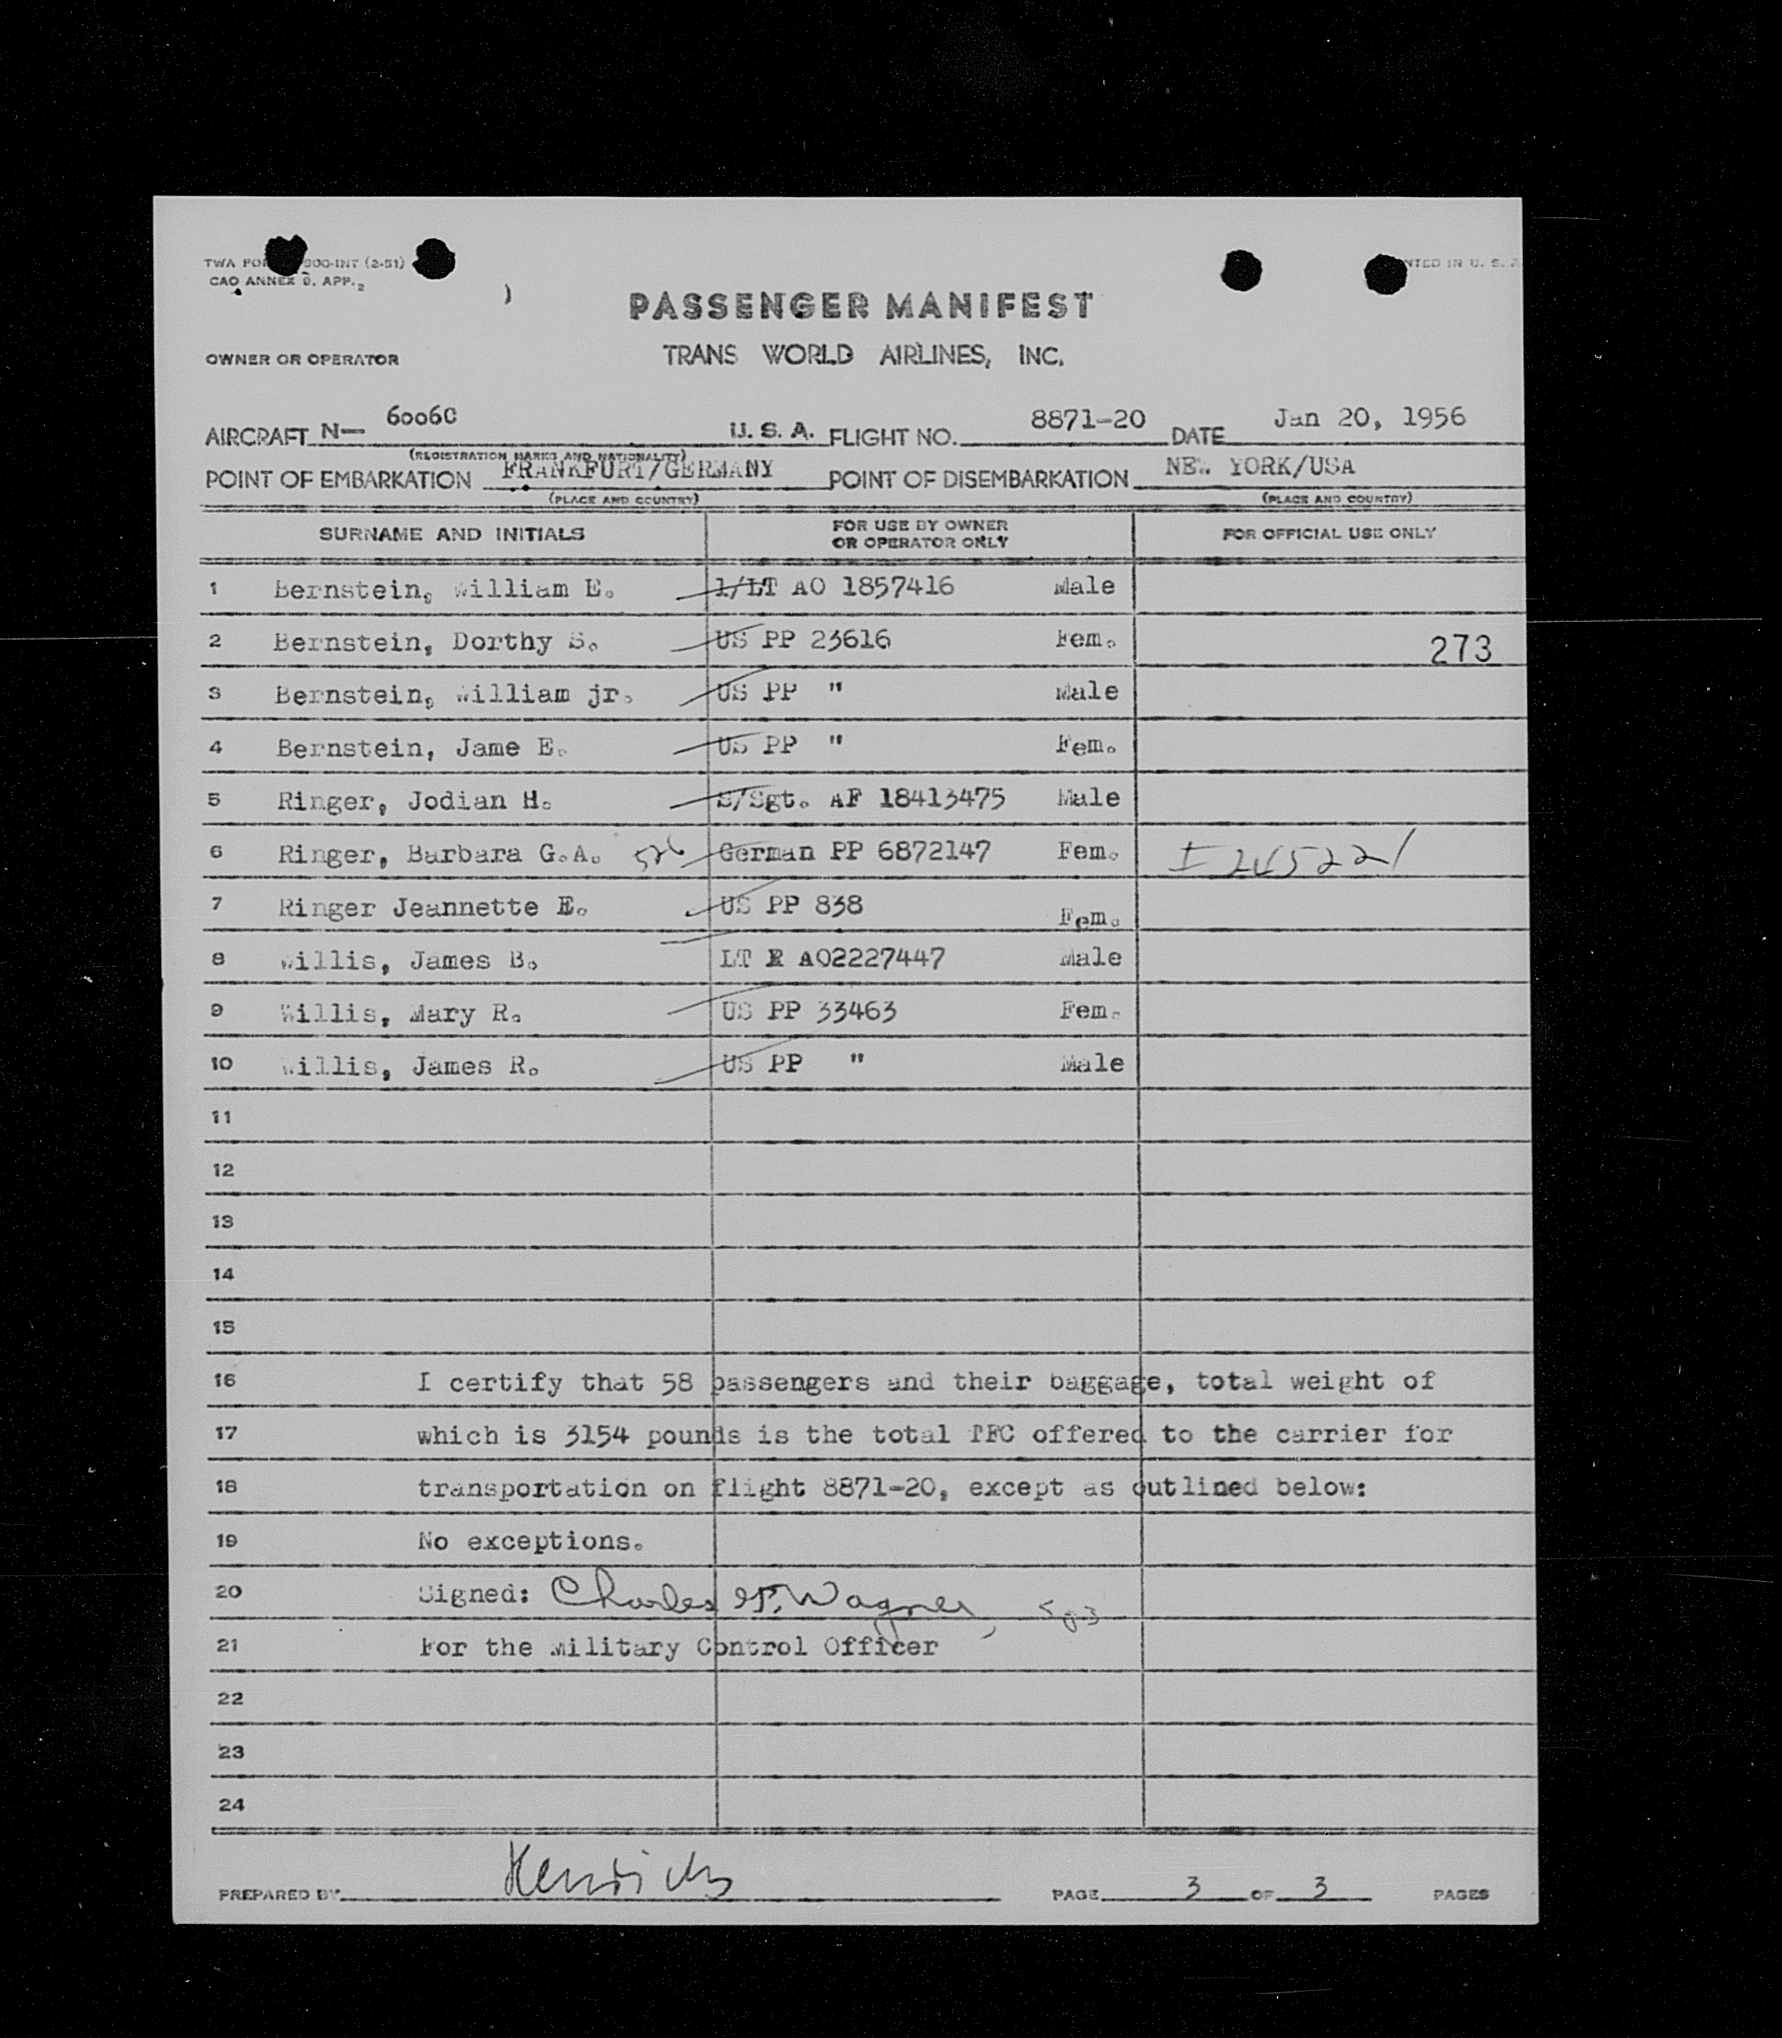 TWA FO 300-INT (2-51)
CAO ANNEX 9. APP. 2
NTED IN U. S. A
PASSENGER MANIFEST
OWNER OR OPERATOR TRANS WORLD AIRLINES, INC.
AIRCRAFT N— 6006C U. S. A. FLIGHT NO. 8871-20 DATE Jan 20, 1956
(REGISTRATION MARKS AND NATIONALITY)
POINT OF EMBARKATION FRANKFURT/GERMANY POINT OF DISEMBARKATION NEW YORK/USA
(PLACE AND COUNTRY) (PLACE AND COUNTRY)
SURNAME AND INITIALS FOR USE BY OWNER OR OPERATOR ONLY FOR OFFICIAL USE ONLY
1 Bernstein, William E. 1/LT AO 1857416 Male
2 Bernstein, Dorthy S. US PP 23616 Fem. 273
3 Bernstein, William jr. US PP " Male
4 Bernstein, Jame E. US PP " Fem.
5 Ringer, Jodian H. S/Sgt. AF 18413475 Male
6 Ringer, Barbara G.A. 526 German PP 6872147 Fem. I 245221
7 Ringer Jeannette E. US PP 838 Fem.
8 Willis, James B. LT R AO2227447 Male
9 Willis, Mary R. US PP 33463 Fem.
10 Willis, James R. US PP " Male
11
12
13
14
15
16 I certify that 58 passengers and their baggage, total weight of
17 which is 3154 pounds is the total TFC offered to the carrier for
18 transportation on flight 8871-20, except as outlined below:
19 No exceptions.
20 Signed: Charles F. Wagner, 503
21 For the Military Control Officer
22
23
24
PREPARED BY Hendricks PAGE 3 OF 3 PAGES